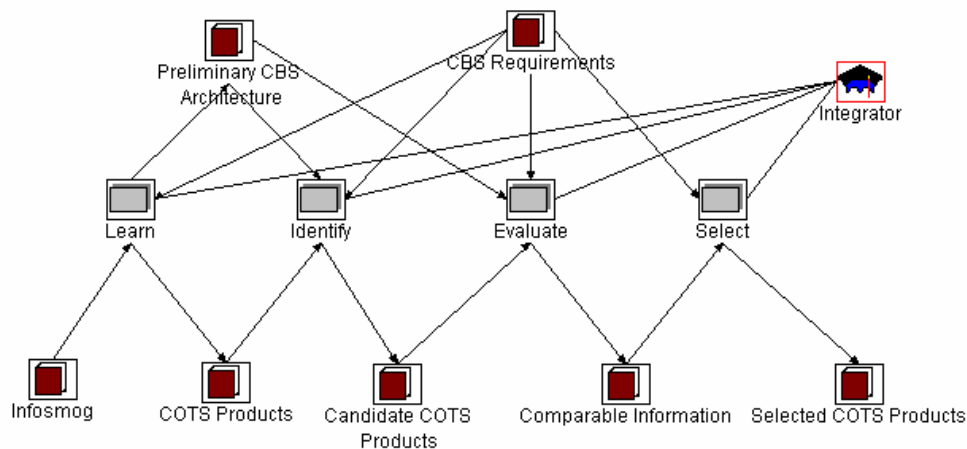 Preliminary CBS
Architecture
CBS Requirements
Integrator
Learn
Identify
Evaluate
Select
Infosmog
COTS Products
Candidate COTS
Products
Comparable Information
Selected COTS Products